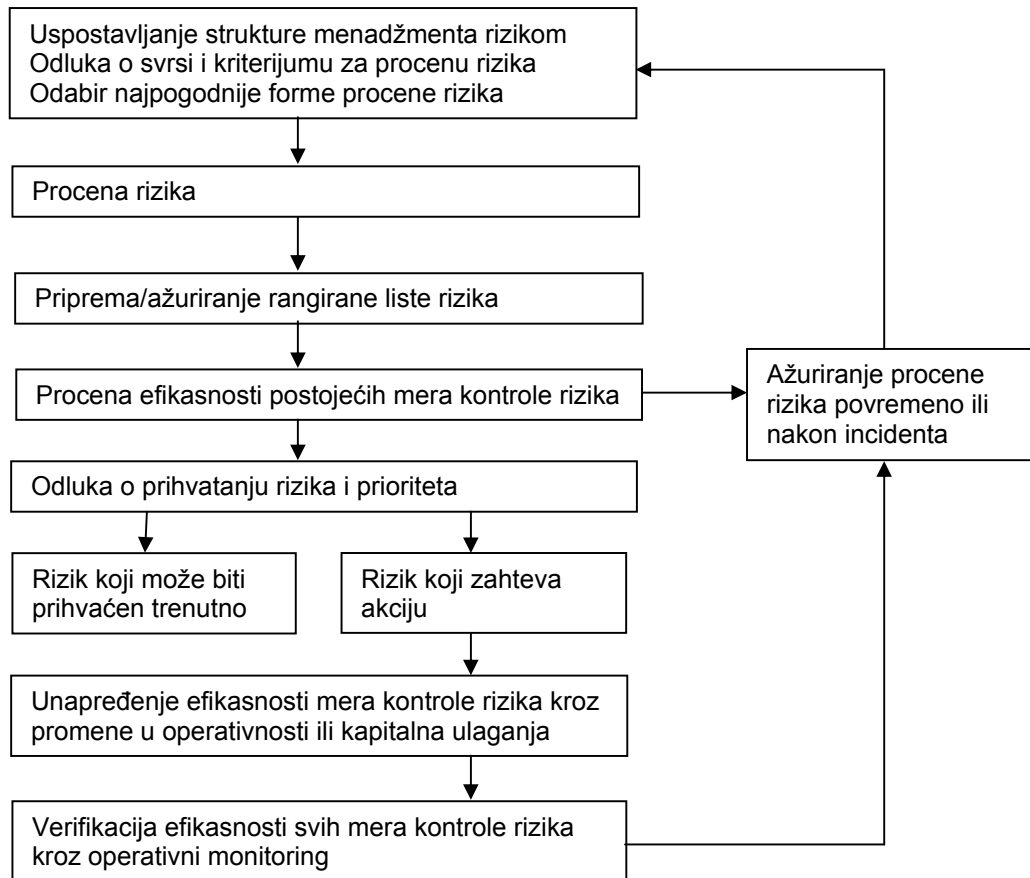 Uspostavljanje strukture menadžmenta rizikom
Odluka o svrsi i kriterijumu za procenu rizika
Odabir najpogodnije forme procene rizika
Procena rizika
Priprema/ažuriranje rangirane liste rizika
Procena efikasnosti postojećih mera kontrole rizika
Ažuriranje procene
rizika povremeno ili
nakon incidenta
Odluka o prihvatanju rizika i prioriteta
Rizik koji može biti
prihvaćen trenutno
Rizik koji zahteva
akciju
Unapređenje efikasnosti mera kontrole rizika kroz
promene u operativnosti ili kapitalna ulaganja
Verifikacija efikasnosti svih mera kontrole rizika
kroz operativni monitoring